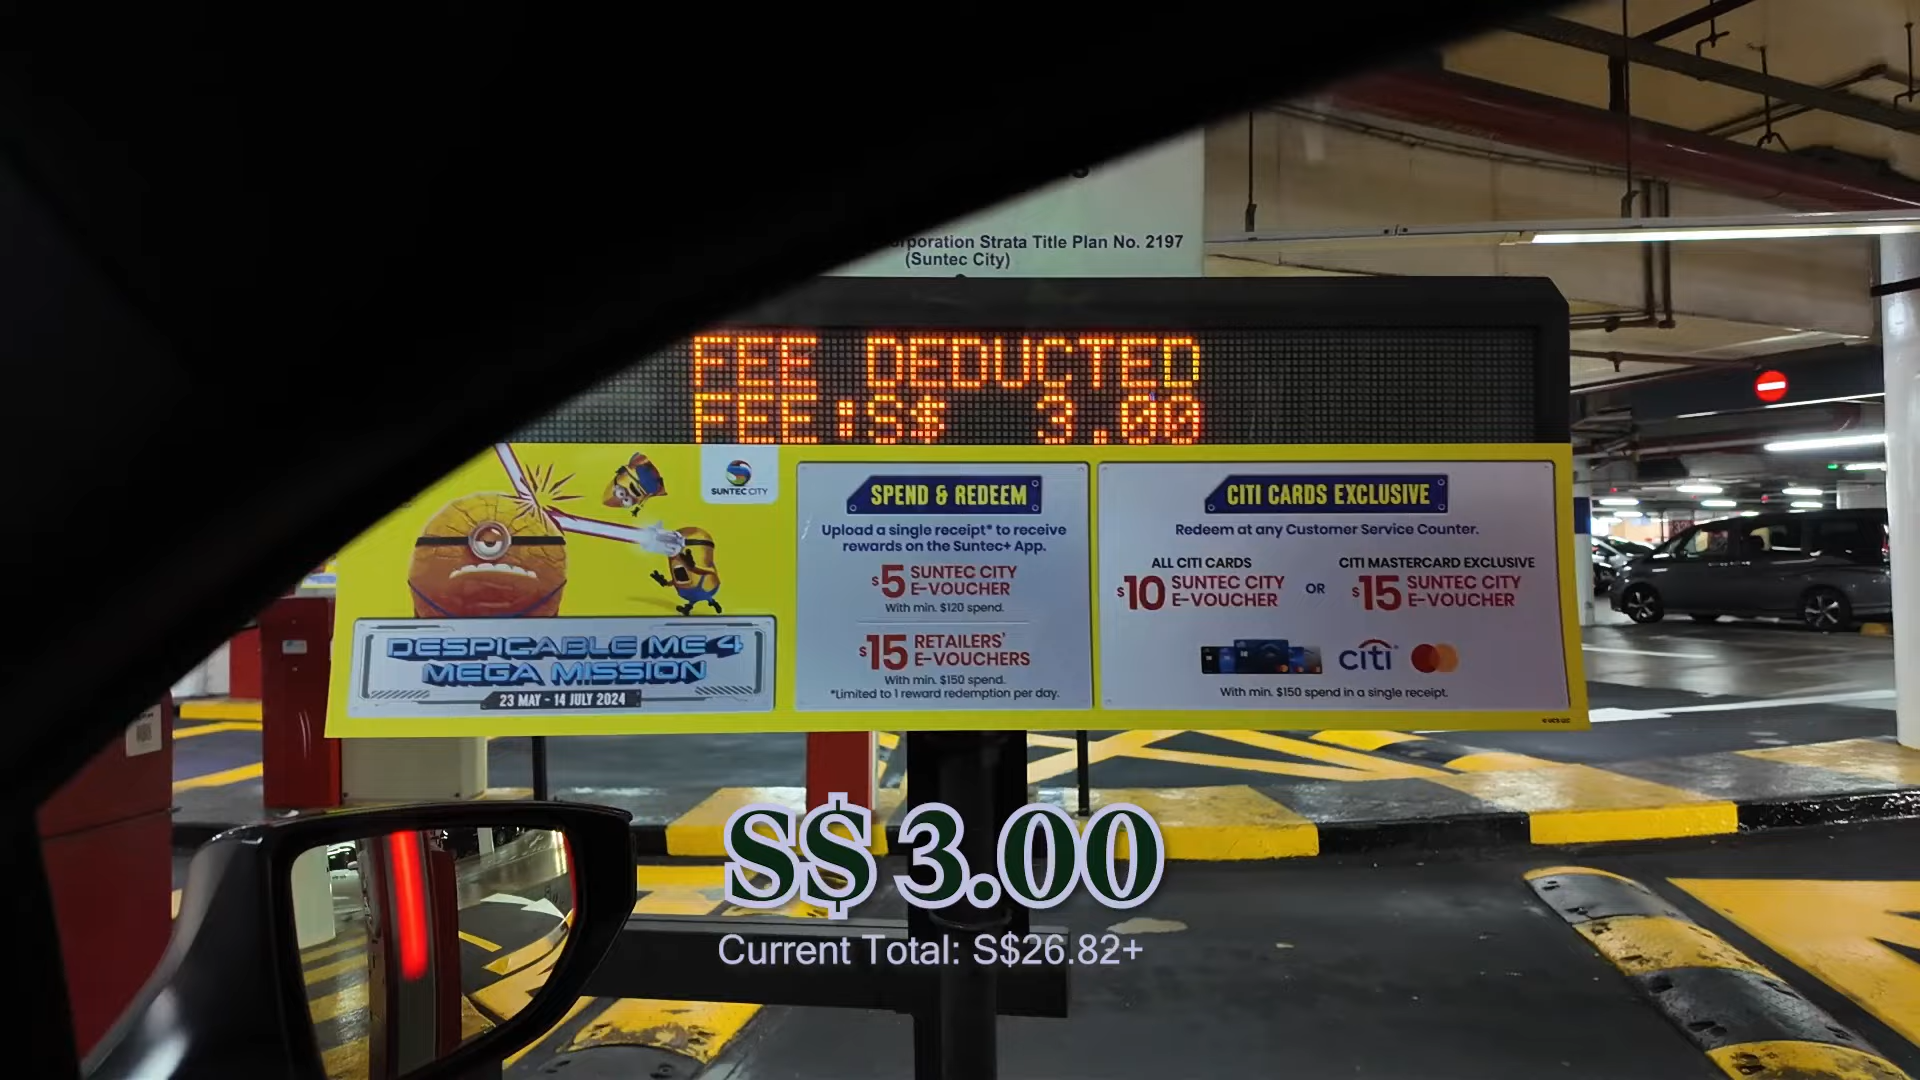 rporation Strata Title Plan No. 2197
(Suntec City)
FEE DEDUCTED
FEE:S$ 3.00
SUNTEC CITY
DESPICABLE ME 4
MEGA MISSION
23 MAY - 14 JULY 2024
SPEND & REDEEM
Upload a single receipt* to receive
rewards on the Suntec+ App.
$5 SUNTEC CITY
E-VOUCHER
With min. $120 spend.
$15 RETAILERS'
E-VOUCHERS
With min. $150 spend.
*Limited to 1 reward redemption per day.
CITI CARDS EXCLUSIVE
Redeem at any Customer Service Counter.
ALL CITI CARDS
$10 SUNTEC CITY
E-VOUCHER
OR
CITI MASTERCARD EXCLUSIVE
$15 SUNTEC CITY
E-VOUCHER
citi
With min. $150 spend in a single receipt.
S$ 3.00
Current Total: S$26.82+